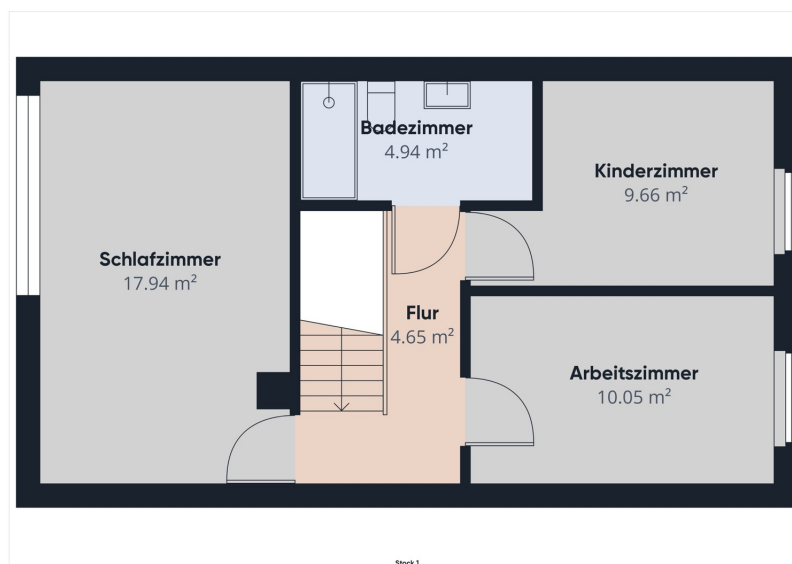 Badezimmer
4.94 m²
Kinderzimmer
9.66 m²
Schlafzimmer
17.94 m²
Flur
4.65 m²
Arbeitszimmer
10.05 m²
Stock 1